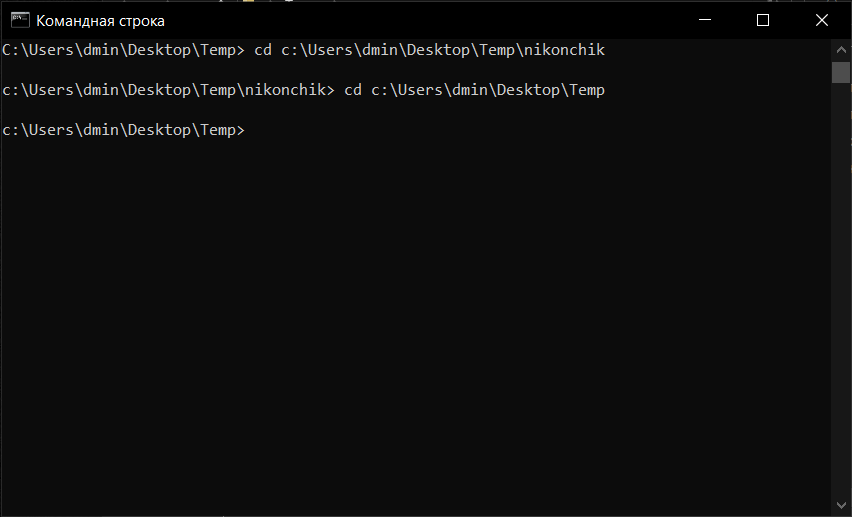 Командная строка
C:\Users\dmin\Desktop\Temp> cd c:\Users\dmin\Desktop\Temp\nikonchik
c:\Users\dmin\Desktop\Temp\nikonchik> cd c:\Users\dmin\Desktop\Temp
c:\Users\dmin\Desktop\Temp>